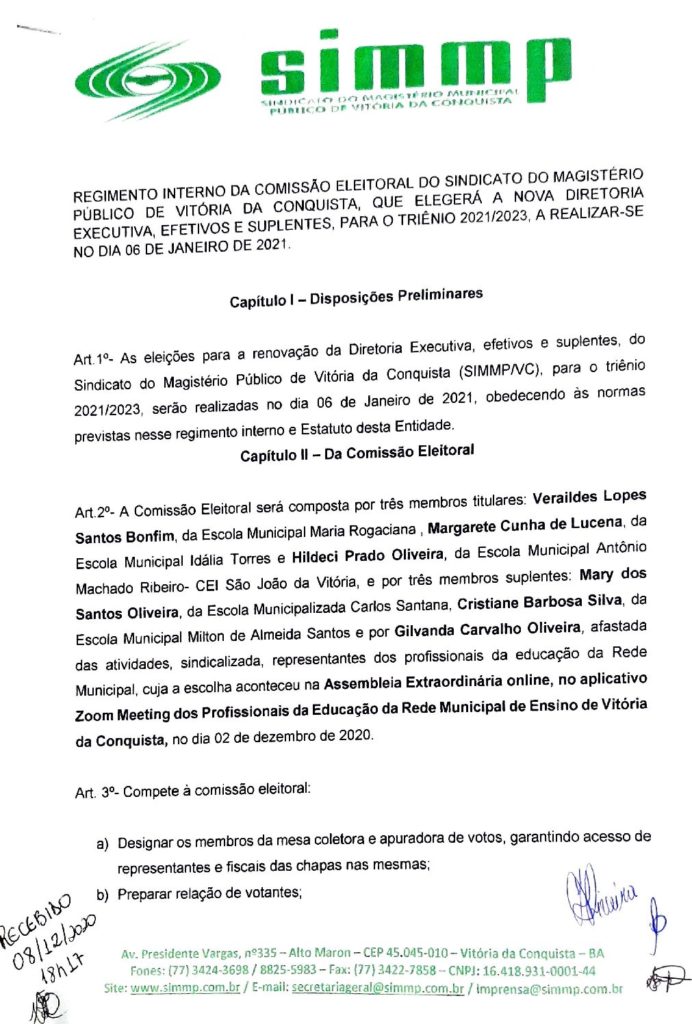 simmp
SINDICATO DO MAGISTÉRIO MUNICIPAL
PÚBLICO DE VITÓRIA DA CONQUISTA
REGIMENTO INTERNO DA COMISSÃO ELEITORAL DO SINDICATO DO MAGISTÉRIO
PÚBLICO DE VITÓRIA DA CONQUISTA, QUE ELEGERÁ A NOVA DIRETORIA
EXECUTIVA, EFETIVOS E SUPLENTES, PARA O TRIÊNIO 2021/2023, A REALIZAR-SE
NO DIA 06 DE JANEIRO DE 2021.
Capítulo I – Disposições Preliminares
Art.1º- As eleições para a renovação da Diretoria Executiva, efetivos e suplentes, do
Sindicato do Magistério Público de Vitória da Conquista (SIMMP/VC), para o triênio
2021/2023, serão realizadas no dia 06 de Janeiro de 2021, obedecendo às normas
previstas nesse regimento interno e Estatuto desta Entidade.
Capítulo II – Da Comissão Eleitoral
Art.2º- A Comissão Eleitoral será composta por três membros titulares: Veraildes Lopes
Santos Bonfim, da Escola Municipal Maria Rogaciana , Margarete Cunha de Lucena, da
Escola Municipal Idália Torres e Hildeci Prado Oliveira, da Escola Municipal Antônio
Machado Ribeiro- CEI São João da Vitória, e por três membros suplentes: Mary dos
Santos Oliveira, da Escola Municipalizada Carlos Santana, Cristiane Barbosa Silva, da
Escola Municipal Milton de Almeida Santos e por Gilvanda Carvalho Oliveira, afastada
das atividades, sindicalizada, representantes dos profissionais da educação da Rede
Municipal, cuja a escolha aconteceu na Assembleia Extraordinária online, no aplicativo
Zoom Meeting dos Profissionais da Educação da Rede Municipal de Ensino de Vitória
da Conquista, no dia 02 de dezembro de 2020.
Art. 3º- Compete à comissão eleitoral:
a) Designar os membros da mesa coletora e apuradora de votos, garantindo acesso de
representantes e fiscais das chapas nas mesmas;
b) Preparar relação de votantes;
RECEBIDO
08/12/2020
18h17
Av. Presidente Vargas, nº335 – Alto Maron – CEP 45.045-010 – Vitória da Conquista – BA
Fones: (77) 3424-3698 / 8825-5983 – Fax: (77) 3422-7858 – CNPJ: 16.418.931-0001-44
Site: www.simmp.com.br / E-mail: secretariageral@simmp.com.br / imprensa@simmp.com.br